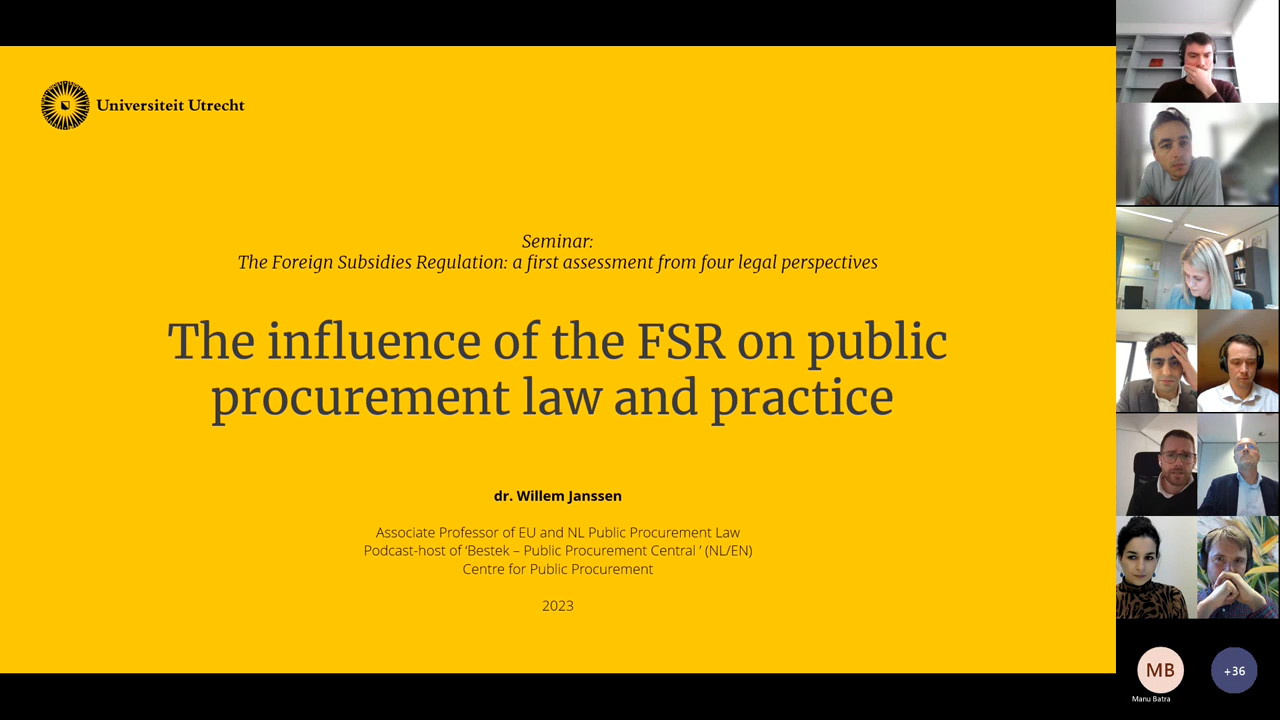 Universiteit Utrecht
Seminar:
The Foreign Subsidies Regulation: a first assessment from four legal perspectives
The influence of the FSR on public
procurement law and practice
dr. Willem Janssen
Associate Professor of EU and NL Public Procurement Law
Podcast-host of ‘Bestek – Public Procurement Central ’ (NL/EN)
Centre for Public Procurement
2023
MB
+36
Manu Batra